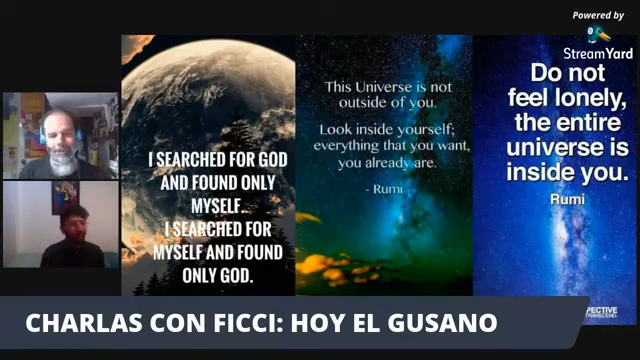 Powered by
StreamYard
I SEARCHED FOR GOD
AND FOUND ONLY
MYSELF.
I SEARCHED FOR
MYSELF AND FOUND
ONLY GOD.
This Universe is not
outside of you.
Look inside yourself;
everything that you want,
you already are.
- Rumi
Do not
feel lonely,
the entire
universe is
inside you.
Rumi
PECTIVE
TRANSCEND.
CHARLAS CON FICCI: HOY EL GUSANO